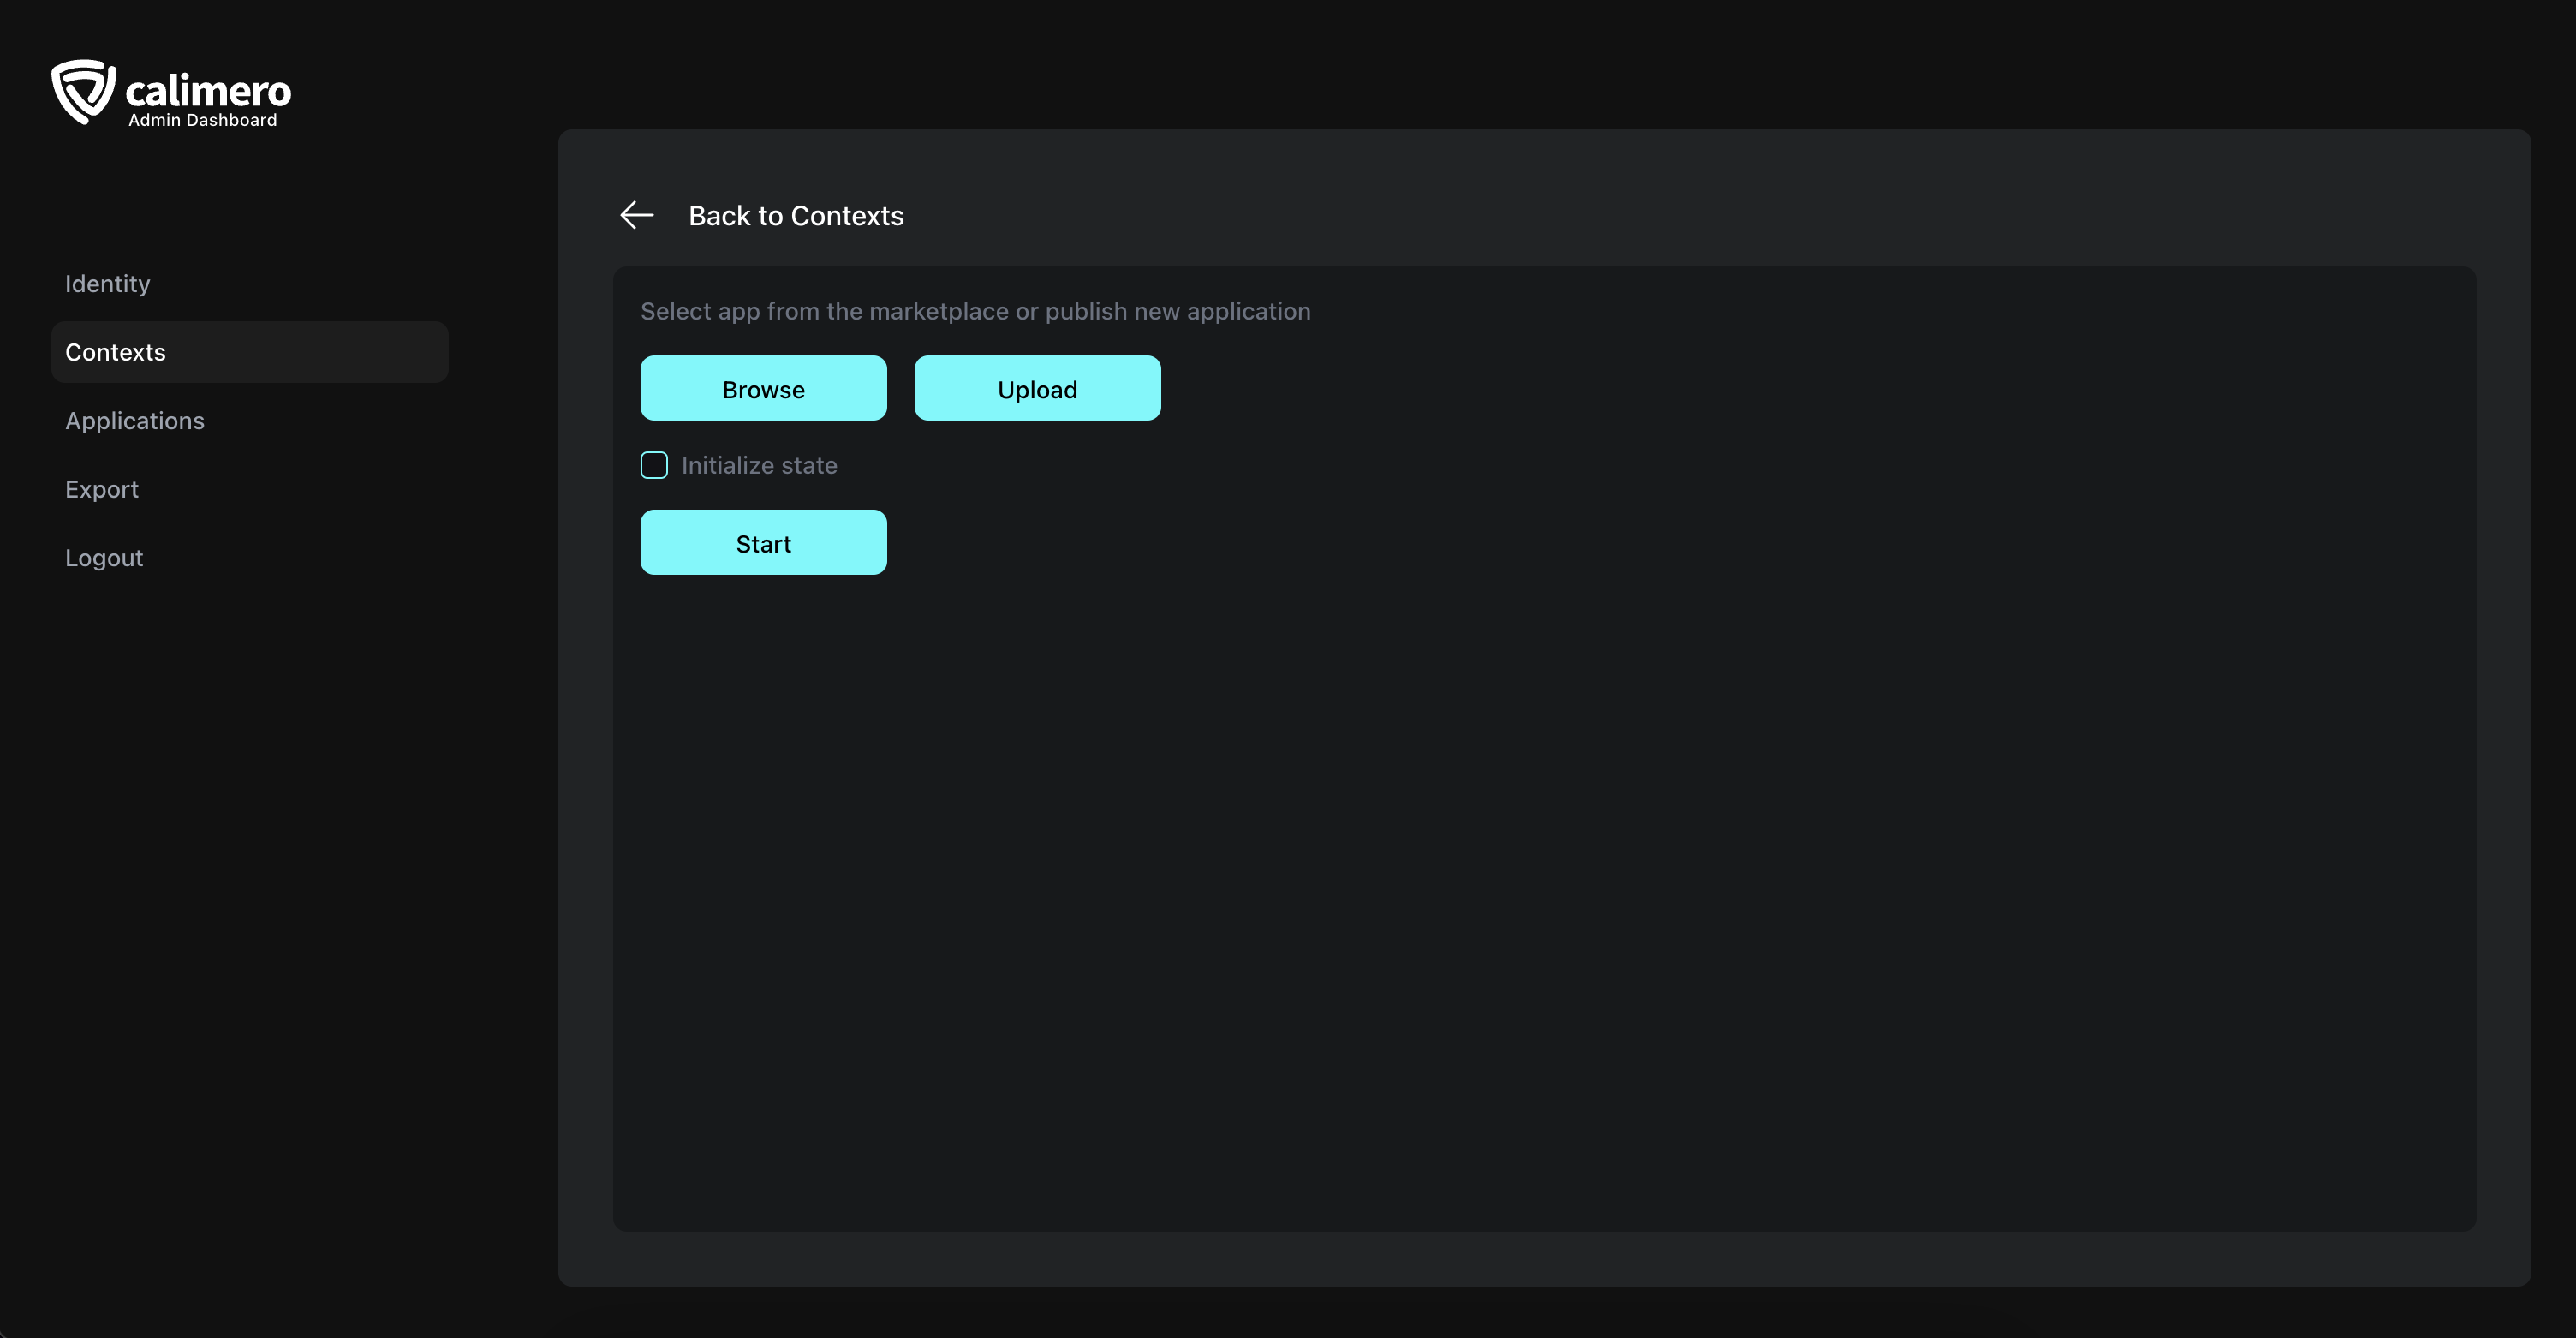 calimero
Admin Dashboard
Identity
Contexts
Applications
Export
Logout
Back to Contexts
Select app from the marketplace or publish new application
Browse
Upload
Initialize state
Start